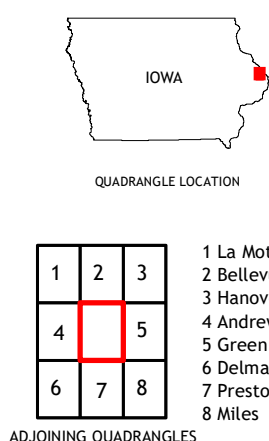 IOWA
QUADRANGLE LOCATION
1 2 3
4 5
6 7 8
1 La Mot
2 Bellev
3 Hanov
4 Andrew
5 Green
6 Delma
7 Presto
8 Miles
ADJOINING QUADRANGLES